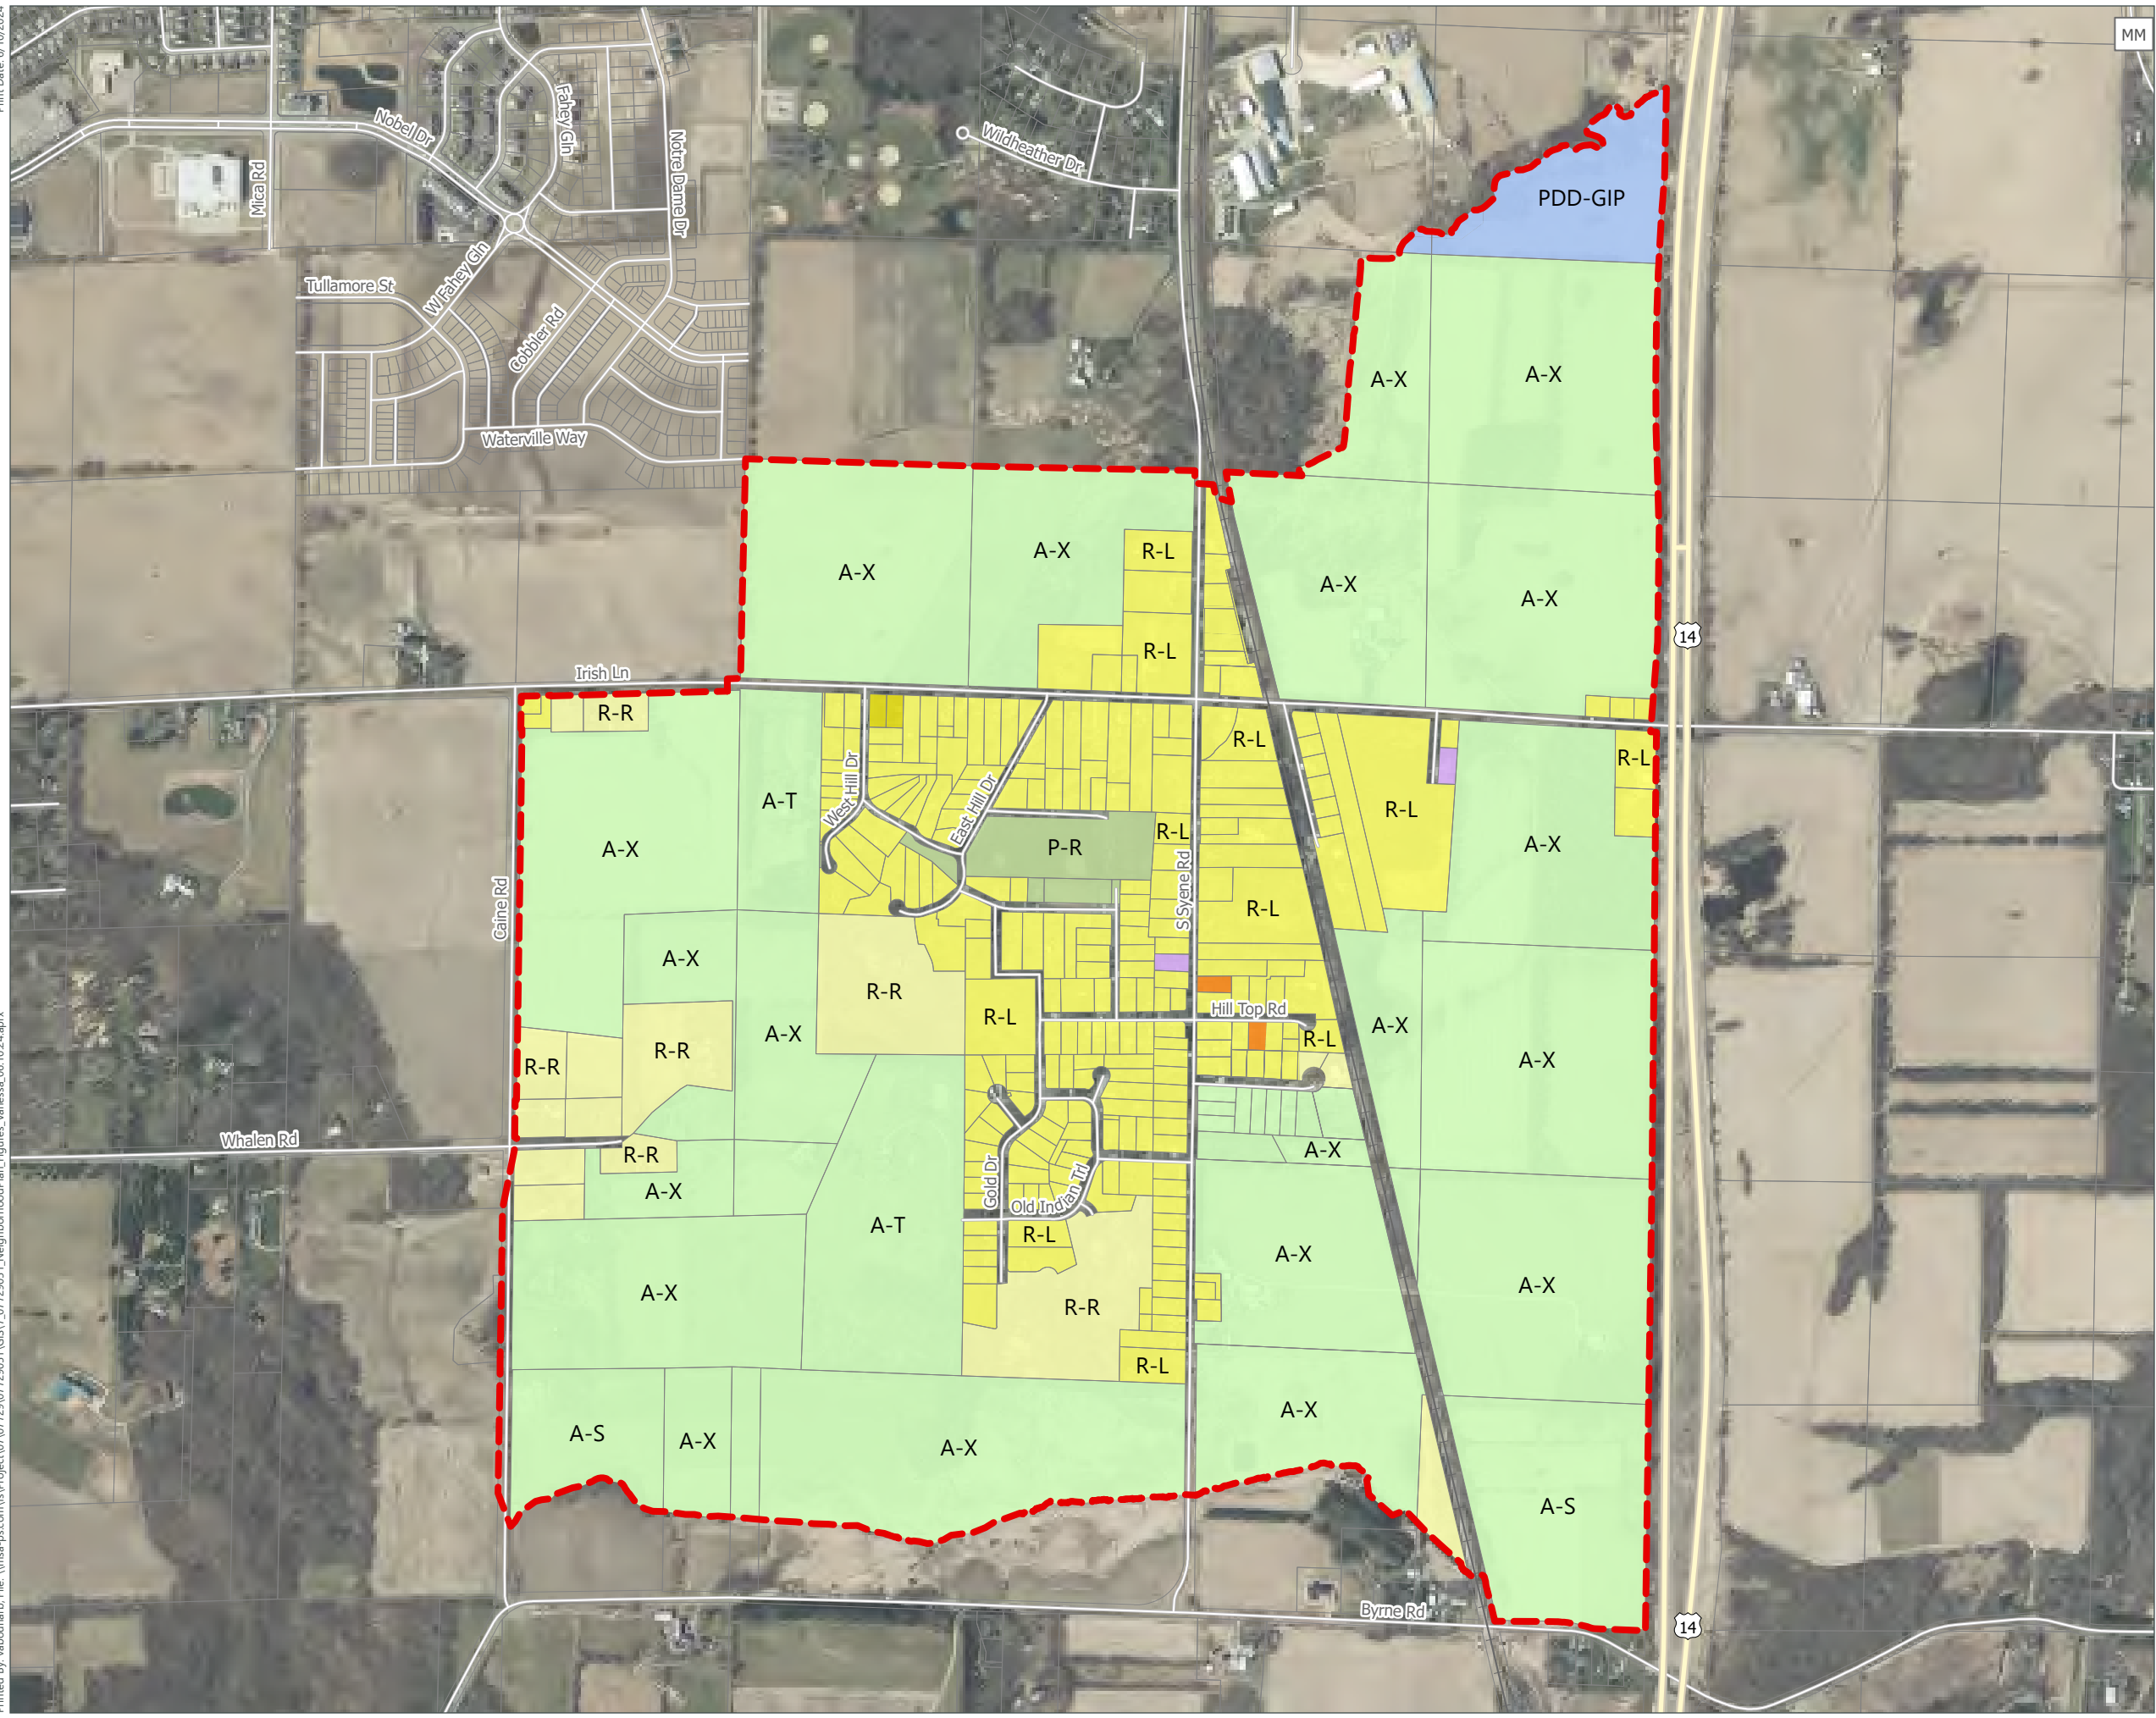 MM
Nobel Dr
Fahey Gln
Wildheather Dr
Notre Dame Dr
Mica Rd
PDD-GIP
W Fahey Gln
Tullamore St
Cobbler Rd
A-X
A-X
Waterville Way
A-X
A-X
R-L
A-X
A-X
14
R-L
Irish Ln
R-R
R-L
R-L
West Hill Dr
A-T
East Hill Dr
R-L
R-L
A-X
P-R
A-X
S Syene Rd
Caine Rd
R-L
A-X
R-R
Hill Top Rd
R-L
A-X
A-X
R-L
R-R
R-R
A-X
Whalen Rd
A-X
R-R
Gold Dr
A-X
Old Indian Trl
A-T
R-L
A-X
A-X
A-X
R-R
R-L
A-X
A-S
A-X
A-X
A-S
Byrne Rd
14